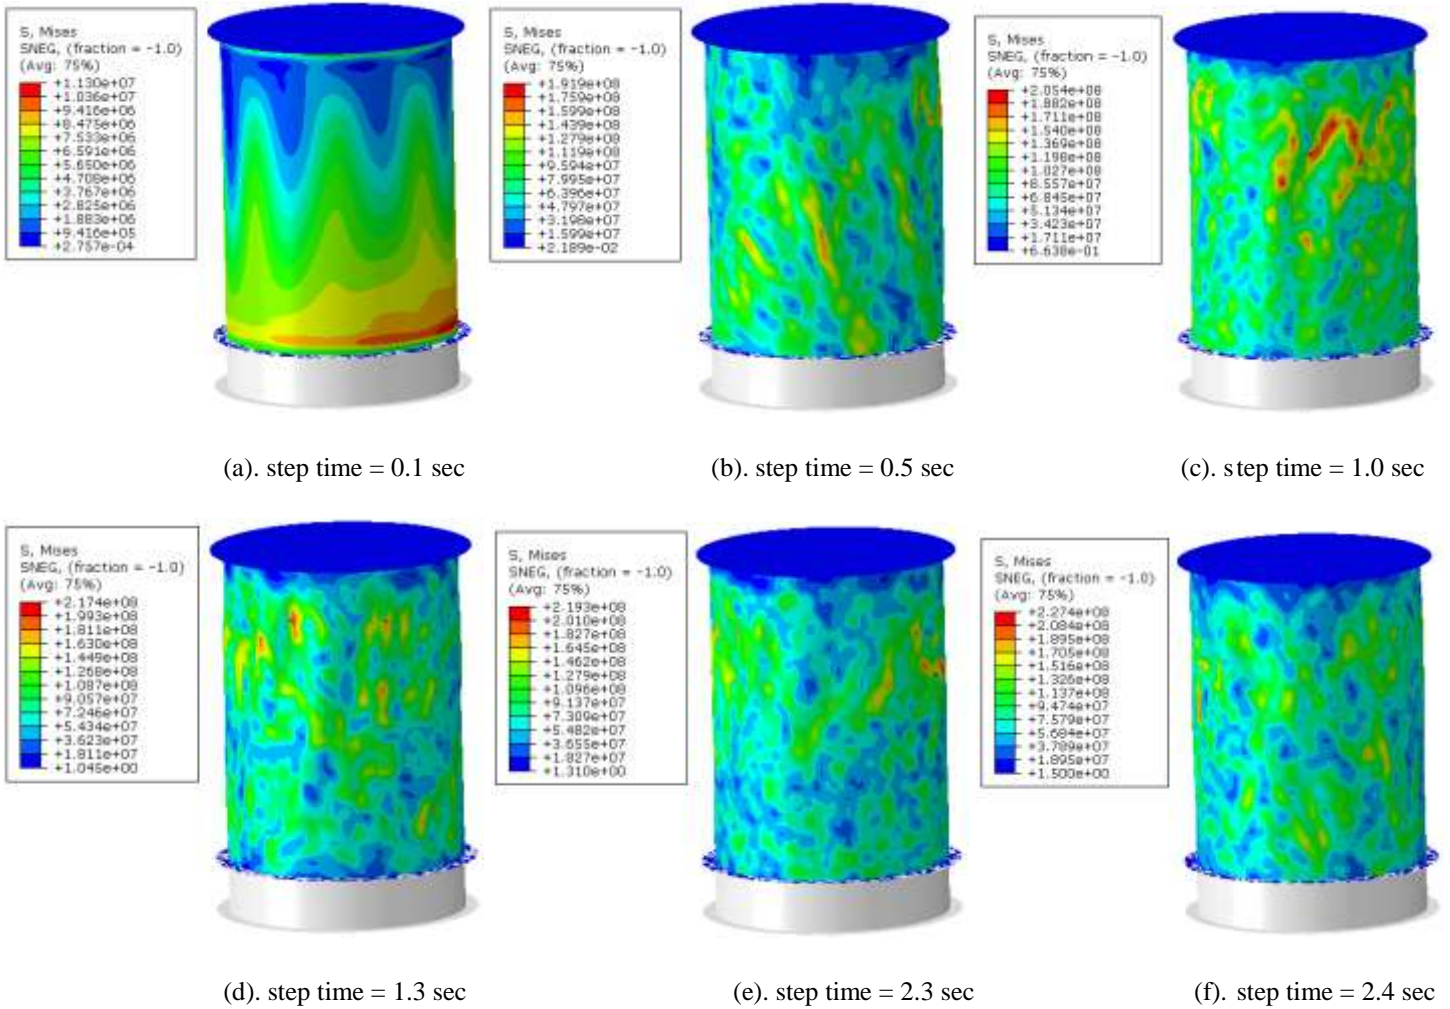 S, Mises
SNEG, (fraction = -1.0)
(Avg: 75%)
+1.130e+07
+1.036e+07
+9.416e+06
+8.475e+06
+7.533e+06
+6.591e+06
+5.650e+06
+4.708e+06
+3.767e+06
+2.825e+06
+1.883e+06
+9.416e+05
+2.757e-04
S, Mises
SNEG, (fraction = -1.0)
(Avg: 75%)
+1.919e+08
+1.759e+08
+1.599e+08
+1.439e+08
+1.279e+08
+1.119e+08
+9.594e+07
+7.995e+07
+6.396e+07
+4.797e+07
+3.198e+07
+1.599e+07
+2.189e-02
S, Mises
SNEG, (fraction = -1.0)
(Avg: 75%)
+2.054e+08
+1.882e+08
+1.711e+08
+1.540e+08
+1.369e+08
+1.198e+08
+1.027e+08
+8.557e+07
+6.845e+07
+5.134e+07
+3.423e+07
+1.711e+07
+6.638e-01
(a). step time = 0.1 sec
(b). step time = 0.5 sec
(c). step time = 1.0 sec
S, Mises
SNEG, (fraction = -1.0)
(Avg: 75%)
+2.174e+08
+1.993e+08
+1.811e+08
+1.630e+08
+1.449e+08
+1.268e+08
+1.087e+08
+9.057e+07
+7.246e+07
+5.434e+07
+3.623e+07
+1.811e+07
+1.045e+00
S, Mises
SNEG, (fraction = -1.0)
(Avg: 75%)
+2.193e+08
+2.010e+08
+1.827e+08
+1.645e+08
+1.462e+08
+1.279e+08
+1.096e+08
+9.137e+07
+7.309e+07
+5.482e+07
+3.655e+07
+1.827e+07
+1.310e+00
S, Mises
SNEG, (fraction = -1.0)
(Avg: 75%)
+2.274e+08
+2.084e+08
+1.895e+08
+1.705e+08
+1.516e+08
+1.326e+08
+1.137e+08
+9.474e+07
+7.579e+07
+5.684e+07
+3.789e+07
+1.895e+07
+1.500e+00
(d). step time = 1.3 sec
(e). step time = 2.3 sec
(f). step time = 2.4 sec